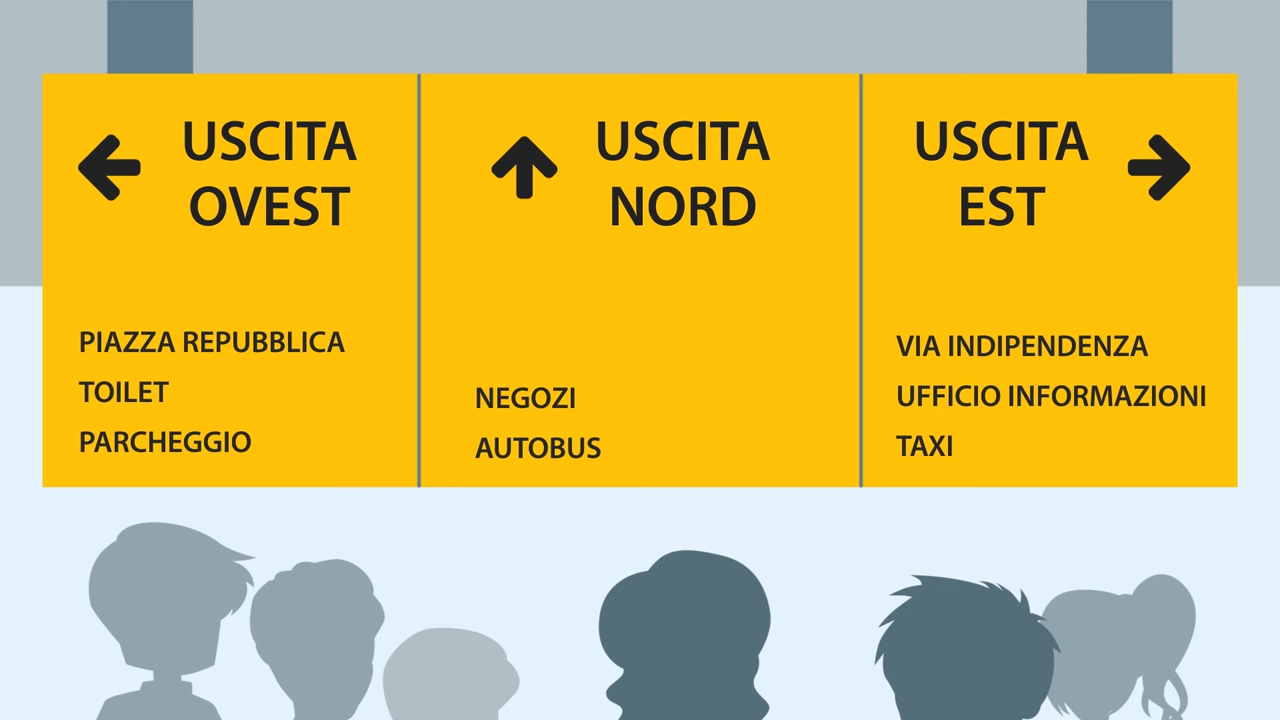 USCITA
OVEST
PIAZZA REPUBBLICA
TOILET
PARCHEGGIO
USCITA
NORD
NEGOZI
AUTOBUS
USCITA
EST
VIA INDIPENDENZA
UFFICIO INFORMAZIONI
TAXI